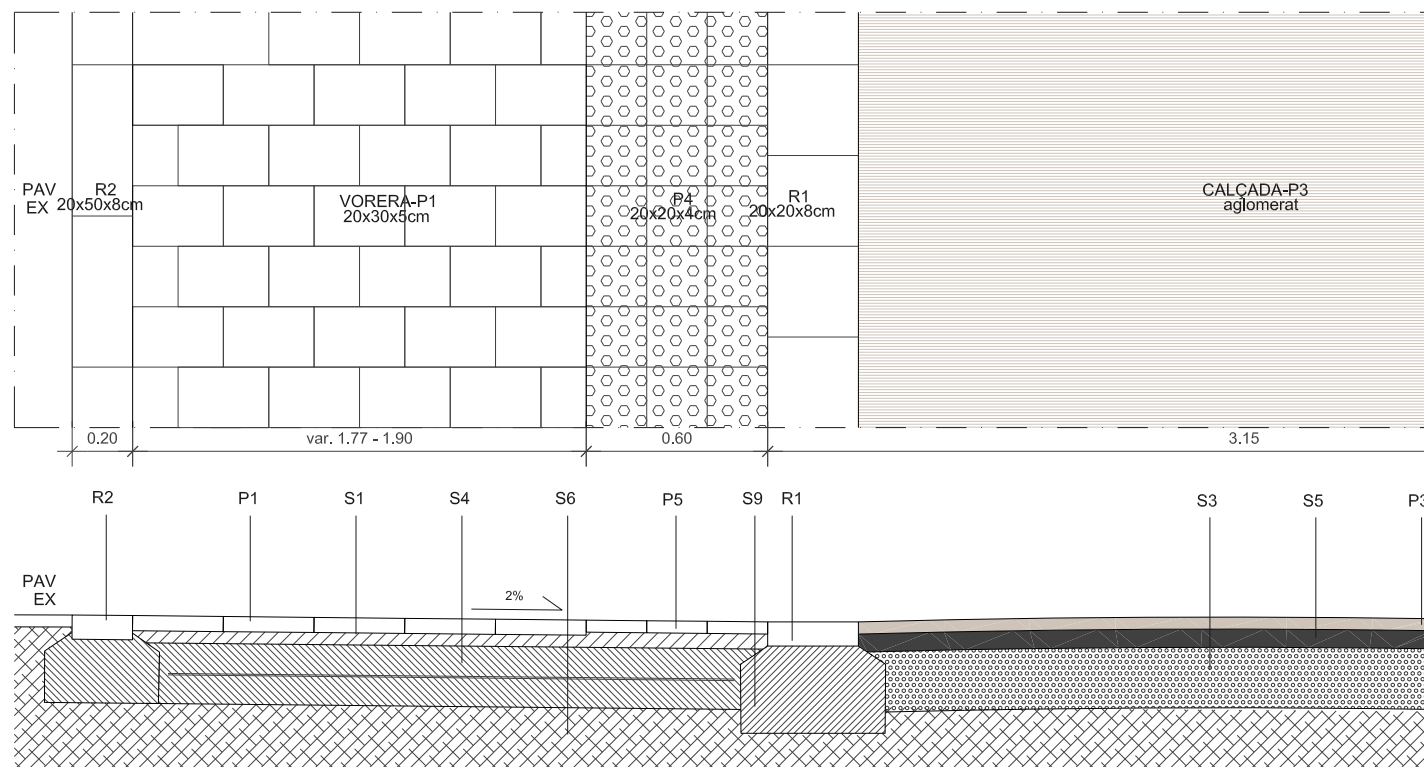 PAV
EX
R2
20x50x8cm
VORERA-P1
20x30x5cm
P4
20x20x4cm
R1
20x20x8cm
CALÇADA-P3
aglomerat
0.20
var. 1.77 - 1.90
0.60
3.15
R2
P1
S1
S4
S6
P5
S9
R1
S3
S5
P3
PAV
EX
2%